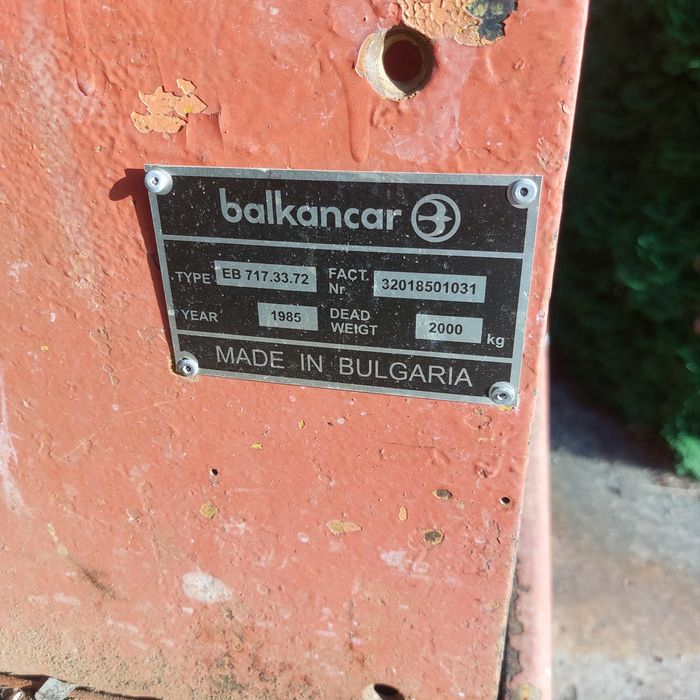 balkancar
TYPE EB 717.33.72 FACT. Nr. 32018501031
YEAR 1985 DEAD WEIGT 2000 kg
MADE IN BULGARIA